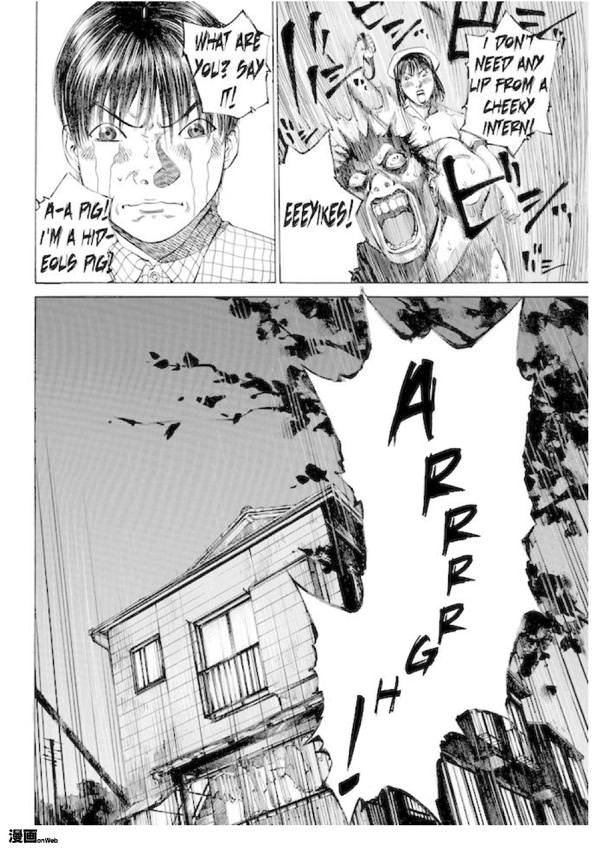 I DON'T
NEED ANY
LIP FROM A
CHEEKY
INTERN!
EEEYIKES!
WHAT ARE
YOU? SAY
IT!
A-A PIG!
I'M A HID-
EOUS PIG!
ARRRRGH!
漫画onWeb